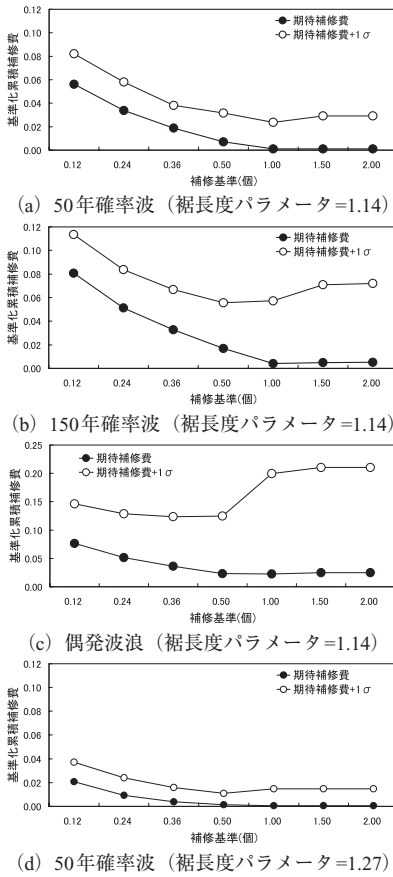 0.12
0.10
0.08
0.06
0.04
0.02
0.00
基準化累積補修費
期待補修費
期待補修費+1σ
0.12 0.24 0.36 0.50 1.00 1.50 2.00
補修基準(個)
(a) 50年確率波（裾長度パラメータ=1.14）
0.12
0.10
0.08
0.06
0.04
0.02
0.00
基準化累積補修費
期待補修費
期待補修費+1σ
0.12 0.24 0.36 0.50 1.00 1.50 2.00
補修基準(個)
(b) 150年確率波（裾長度パラメータ=1.14）
0.25
0.20
0.15
0.10
0.05
0.00
基準化累積補修費
期待補修費
期待補修費+1σ
0.12 0.24 0.36 0.50 1.00 1.50 2.00
補修基準(個)
(c) 偶発波浪（裾長度パラメータ=1.14）
0.12
0.10
0.08
0.06
0.04
0.02
0.00
基準化累積補修費
期待補修費
期待補修費+1σ
0.12 0.24 0.36 0.50 1.00 1.50 2.00
補修基準(個)
(d) 50年確率波（裾長度パラメータ=1.27）